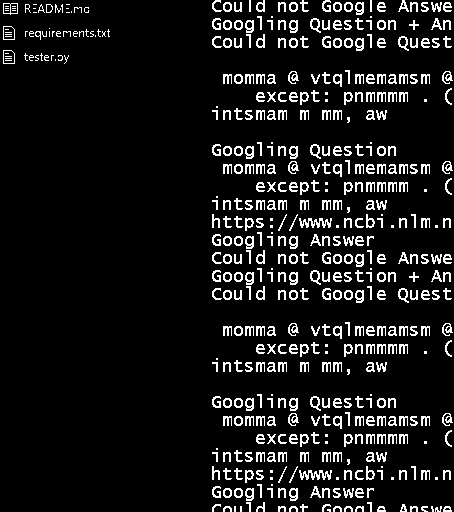 README.md
requirements.txt
tester.py
Could not Google Answe
Googling Question + An
Could not Google Quest
momma @ vtqlmemamsm @
except: pnmmmm . (
intsmam m mm, aw
Googling Question
momma @ vtqlmemamsm @
except: pnmmmm . (
intsmam m mm, aw
https://www.ncbi.nlm.n
Googling Answer
Could not Google Answe
Googling Question + An
Could not Google Quest
momma @ vtqlmemamsm @
except: pnmmmm . (
intsmam m mm, aw
Googling Question
momma @ vtqlmemamsm @
except: pnmmmm . (
intsmam m mm, aw
https://www.ncbi.nlm.n
Googling Answer
Could not Google Answe